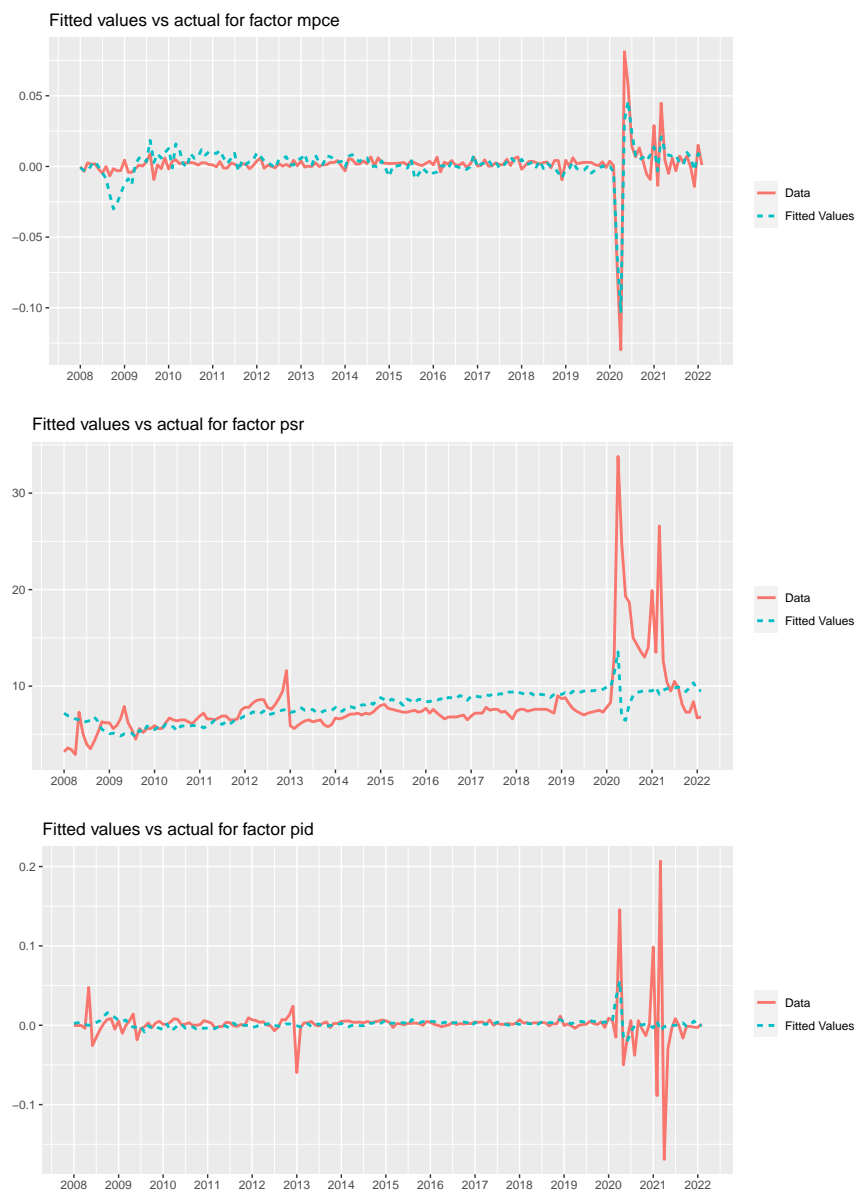 Fitted values vs actual for factor mpce
0.05
0.00
−0.05
−0.10
2008 2009 2010 2011 2012 2013 2014 2015 2016 2017 2018 2019 2020 2021 2022
Data
Fitted Values
Fitted values vs actual for factor psr
30
20
10
2008 2009 2010 2011 2012 2013 2014 2015 2016 2017 2018 2019 2020 2021 2022
Data
Fitted Values
Fitted values vs actual for factor pid
0.2
0.1
0.0
−0.1
2008 2009 2010 2011 2012 2013 2014 2015 2016 2017 2018 2019 2020 2021 2022
Data
Fitted Values